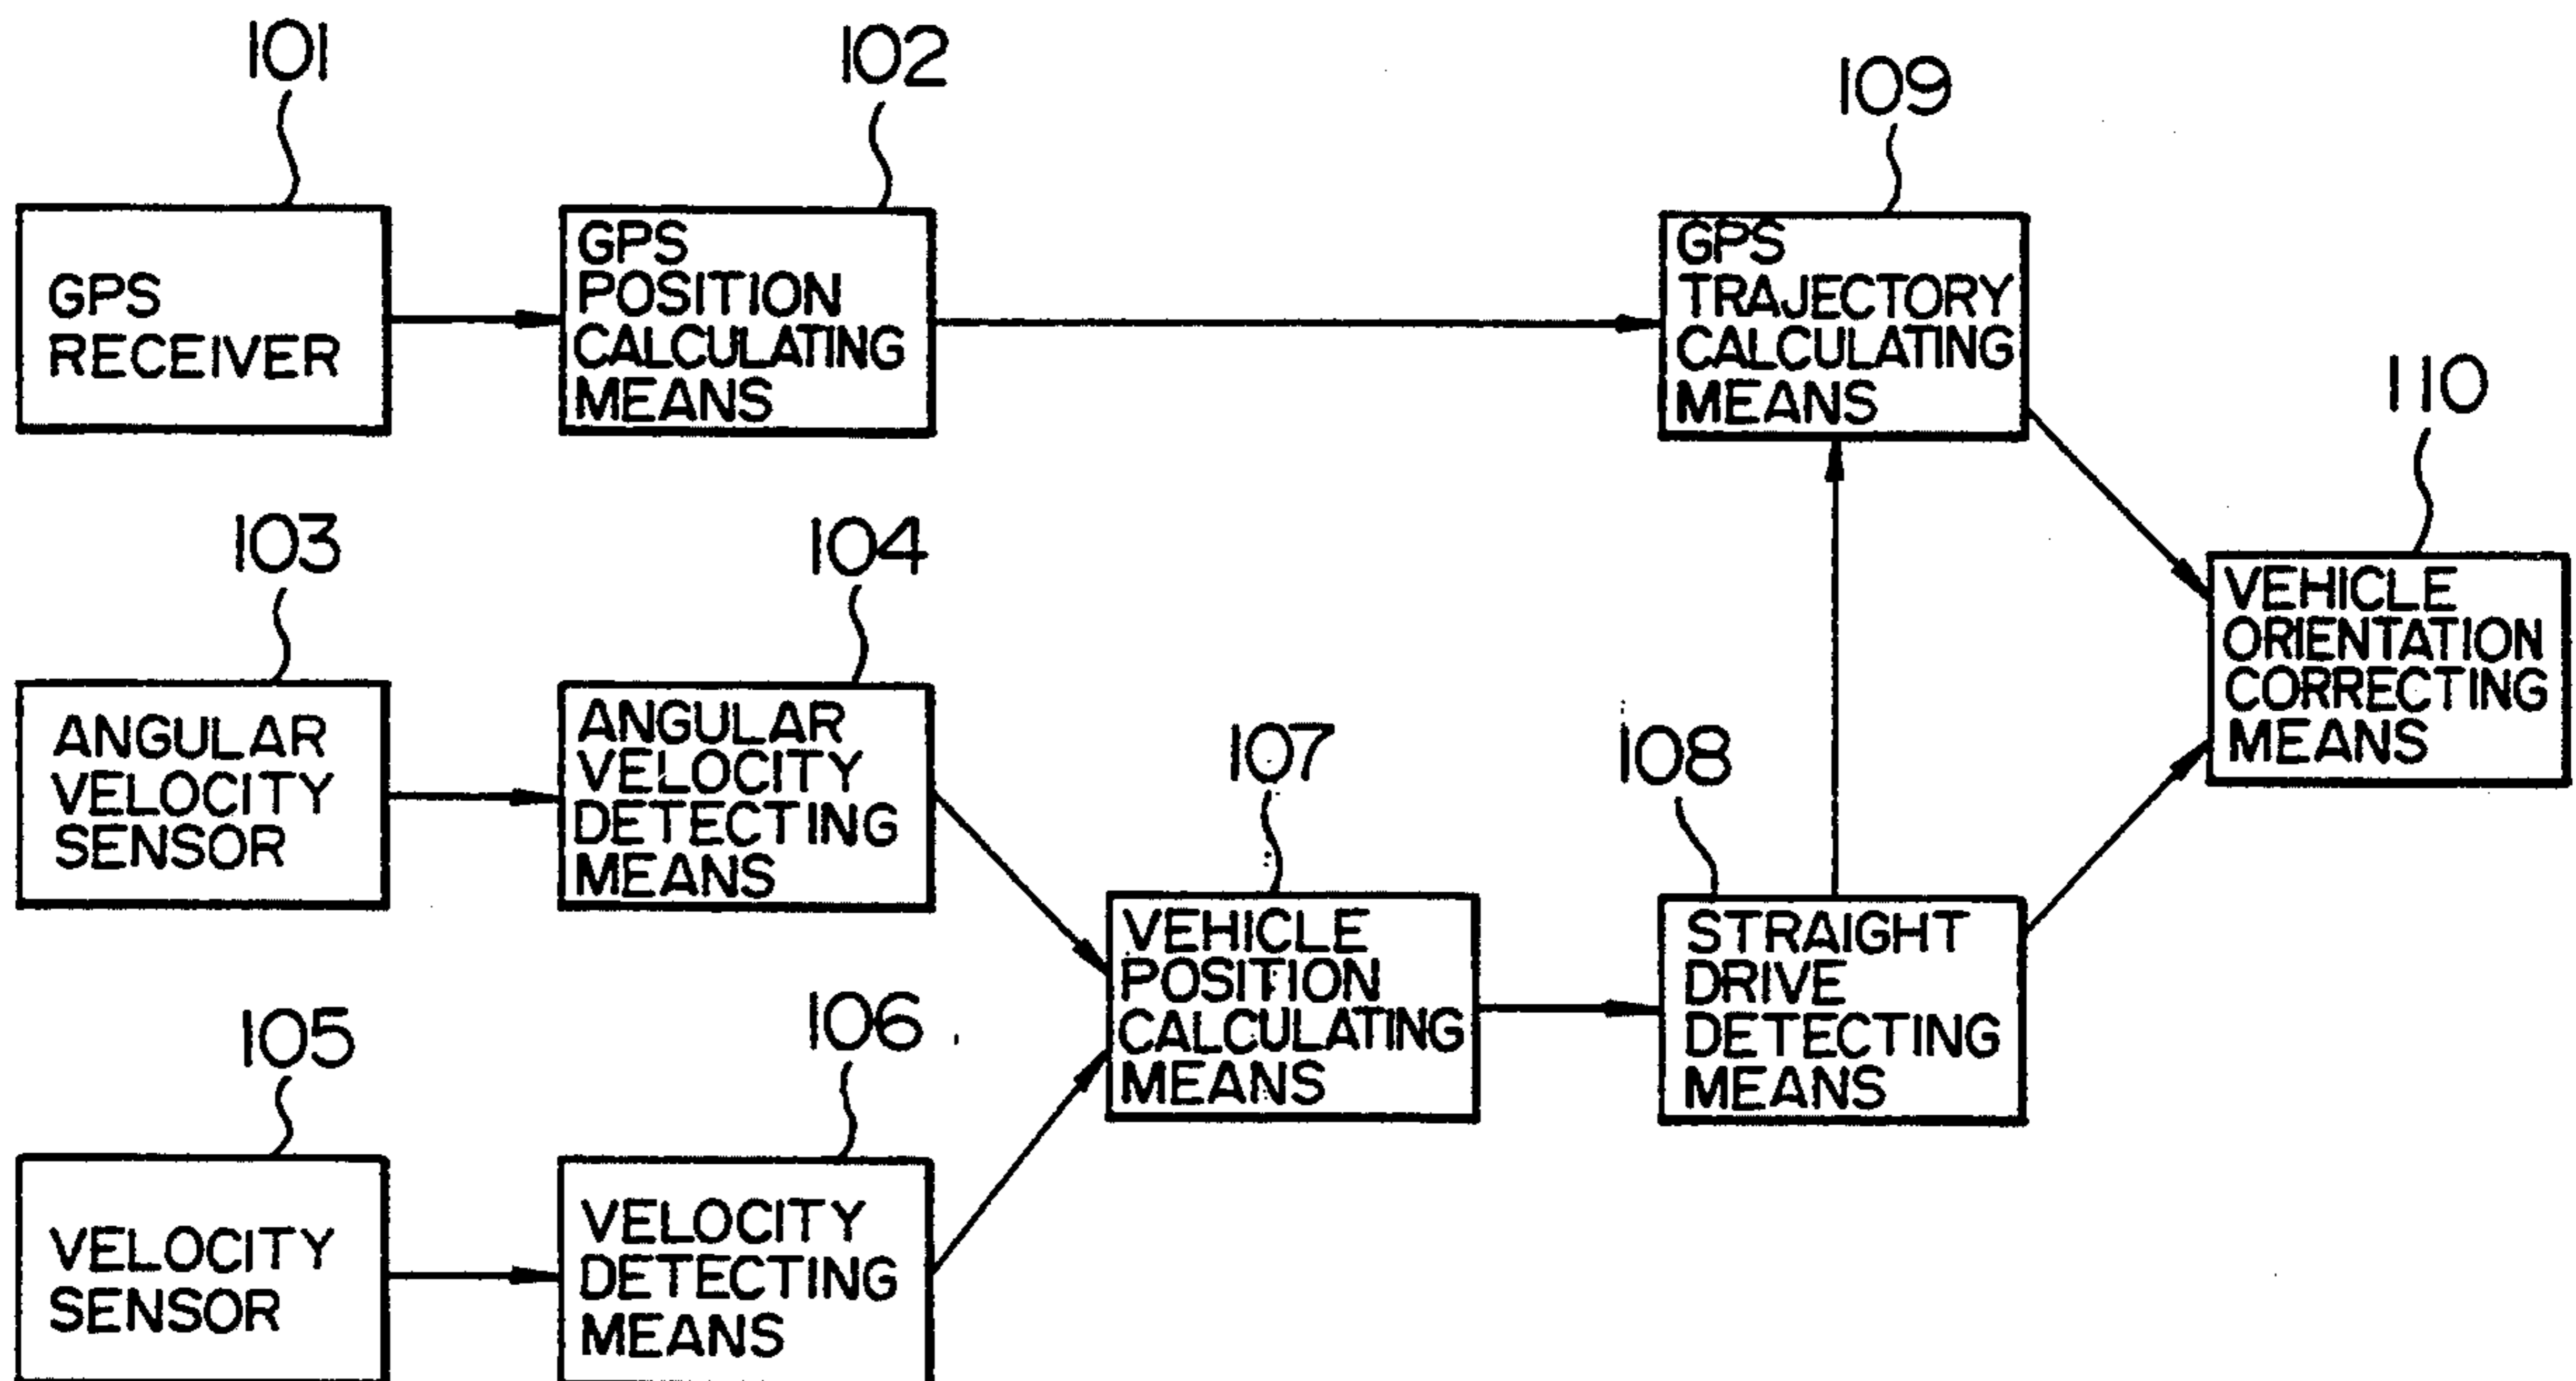 101
GPS
RECEIVER
102
GPS
POSITION
CALCULATING
MEANS
109
GPS
TRAJECTORY
CALCULATING
MEANS
110
VEHICLE
ORIENTATION
CORRECTING
MEANS
103
ANGULAR
VELOCITY
SENSOR
104
ANGULAR
VELOCITY
DETECTING
MEANS
107
VEHICLE
POSITION
CALCULATING
MEANS
108
STRAIGHT
DRIVE
DETECTING
MEANS
105
VELOCITY
SENSOR
106
VELOCITY
DETECTING
MEANS